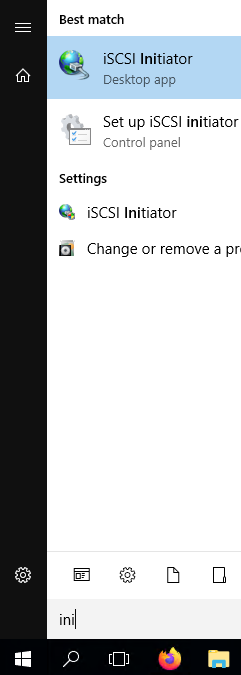 Best match
iSCSI Initiator
Desktop app
Set up iSCSI initiator
Control panel
Settings
iSCSI Initiator
Change or remove a pr
ini